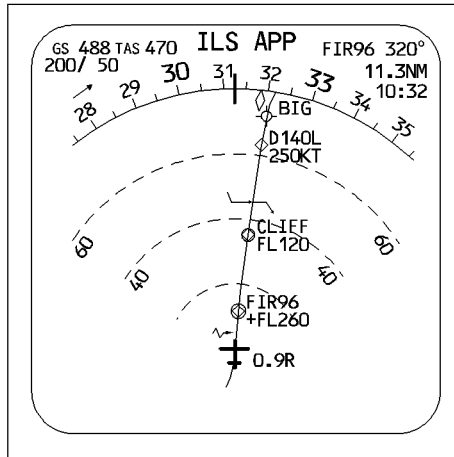 GS 488 TAS 470 ILS APP FIR96 320°
200/ 50 11.3NM
10:32
28 29 30 31 32 33 34 35
BIG
D140L
250KT
60 60
CLIFF
FL120
40 40
FIR96
+FL260
0.9R